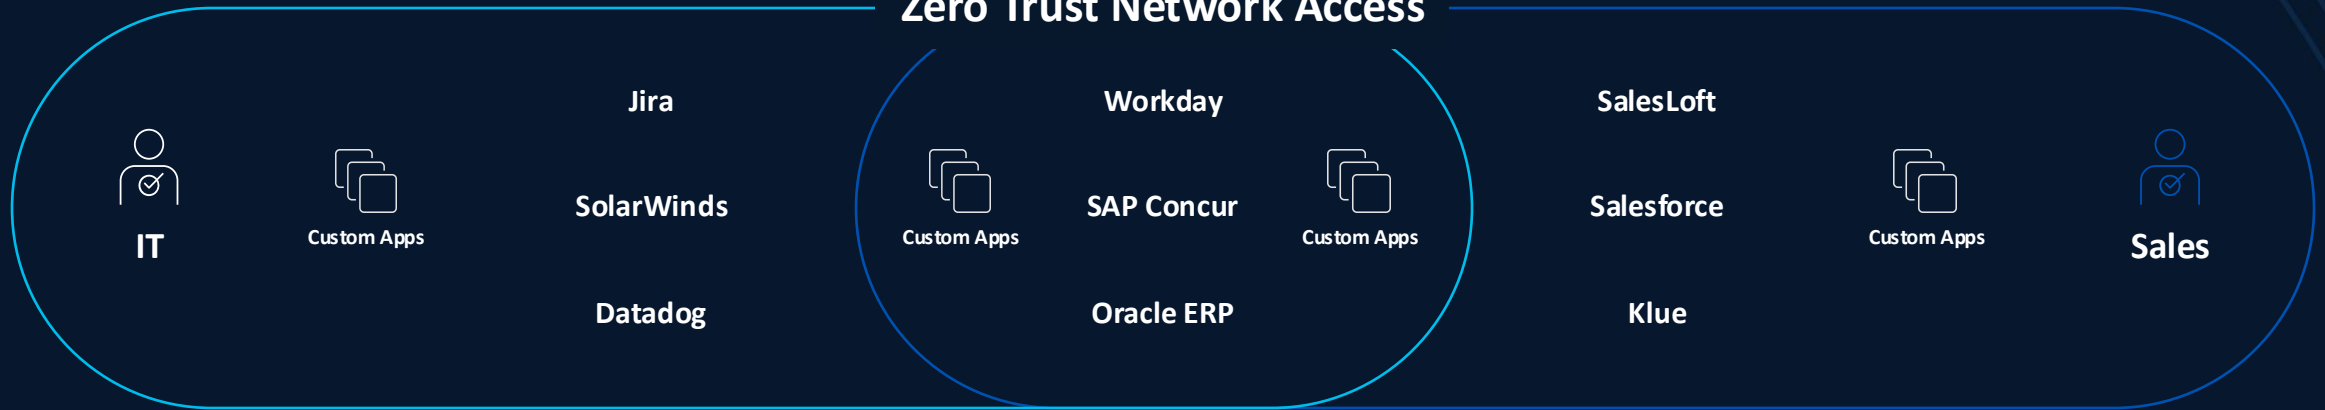 Zero Trust Network Access
IT
Custom Apps
Jira
SolarWinds
Datadog
Custom Apps
Workday
SAP Concur
Oracle ERP
Custom Apps
SalesLoft
Salesforce
Klue
Custom Apps
Sales